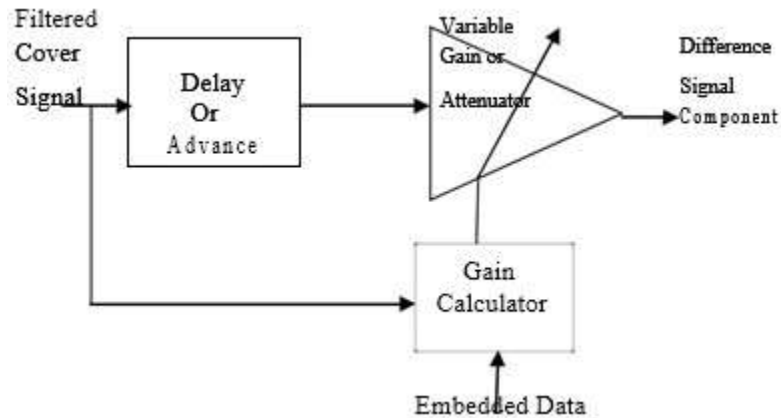 Filtered
Cover
Signal
Delay
Or
Advance
Variable
Gain or
Attenuator
Difference
Signal
Component
Gain
Calculator
Embedded Data